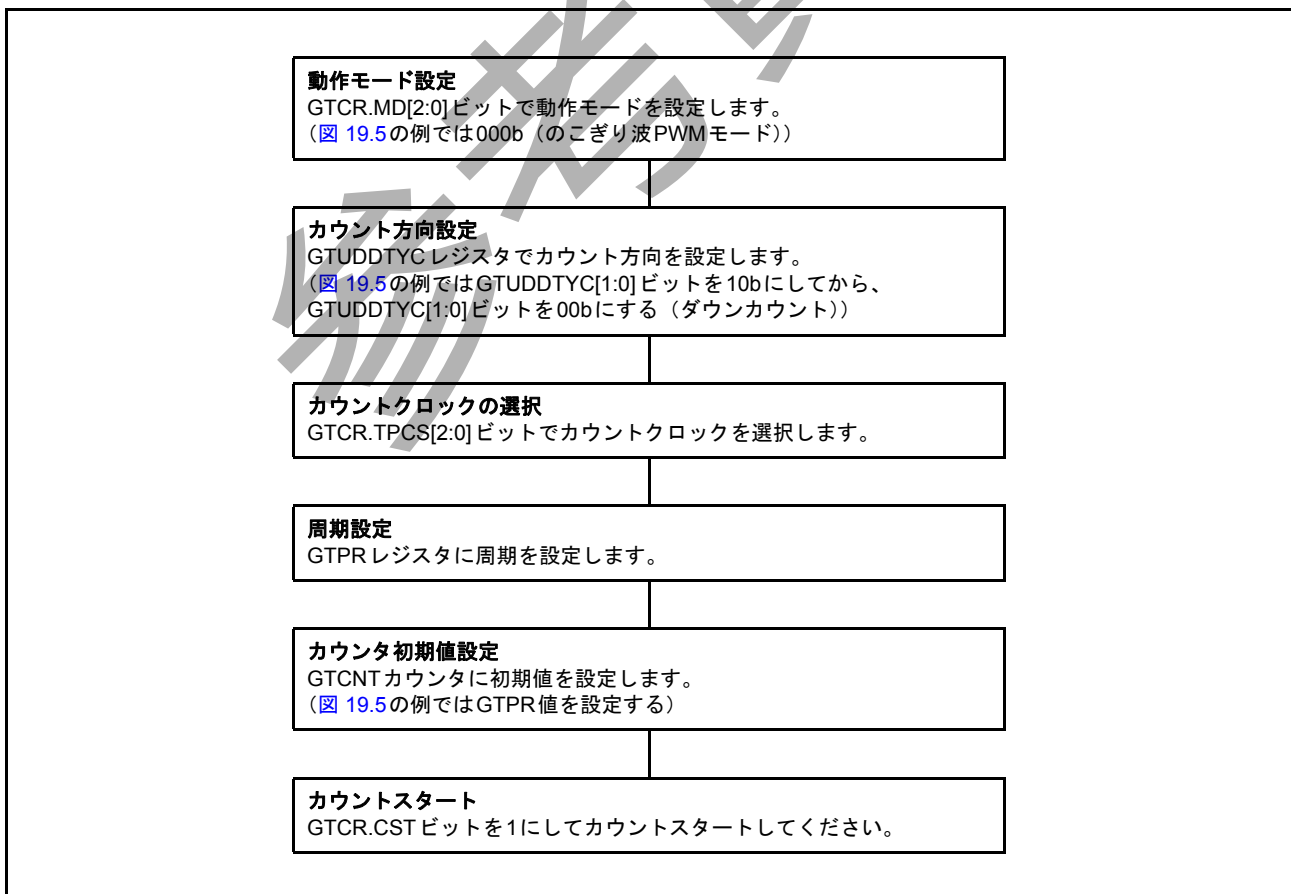 動作モード設定
GTCR.MD[2:0]ビットで動作モードを設定します。
（図 19.5の例では000b（のこぎり波PWMモード））
カウント方向設定
GTUDDTYCレジスタでカウント方向を設定します。
（図 19.5の例ではGTUDDTYC[1:0]ビットを10bにしてから、
GTUDDTYC[1:0]ビットを00bにする（ダウンカウント））
カウントクロックの選択
GTCR.TPCS[2:0]ビットでカウントクロックを選択します。
周期設定
GTPRレジスタに周期を設定します。
カウンタ初期値設定
GTCNTカウンタに初期値を設定します。
（図 19.5の例ではGTPR値を設定する）
カウントスタート
GTCR.CSTビットを1にしてカウントスタートしてください。
参考